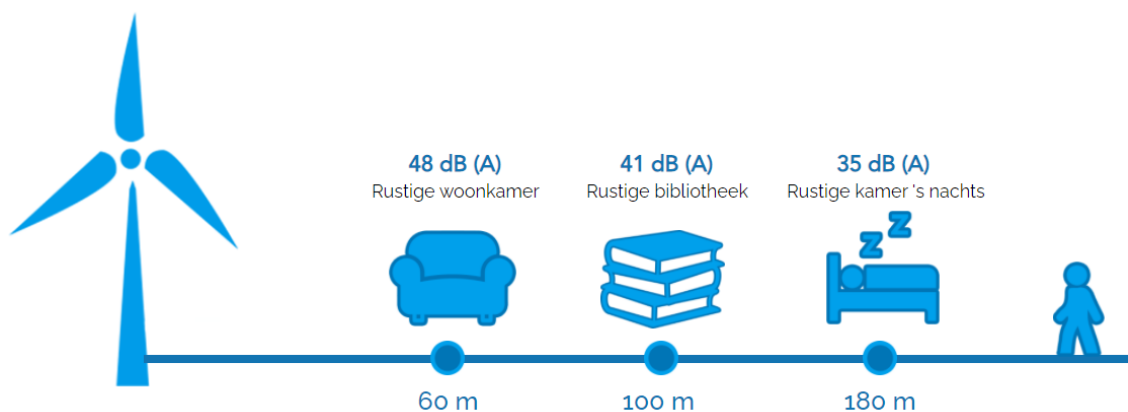 48 dB (A)
Rustige woonkamer
41 dB (A)
Rustige bibliotheek
35 dB (A)
Rustige kamer 's nachts
Z
Z
60 m
100 m
180 m